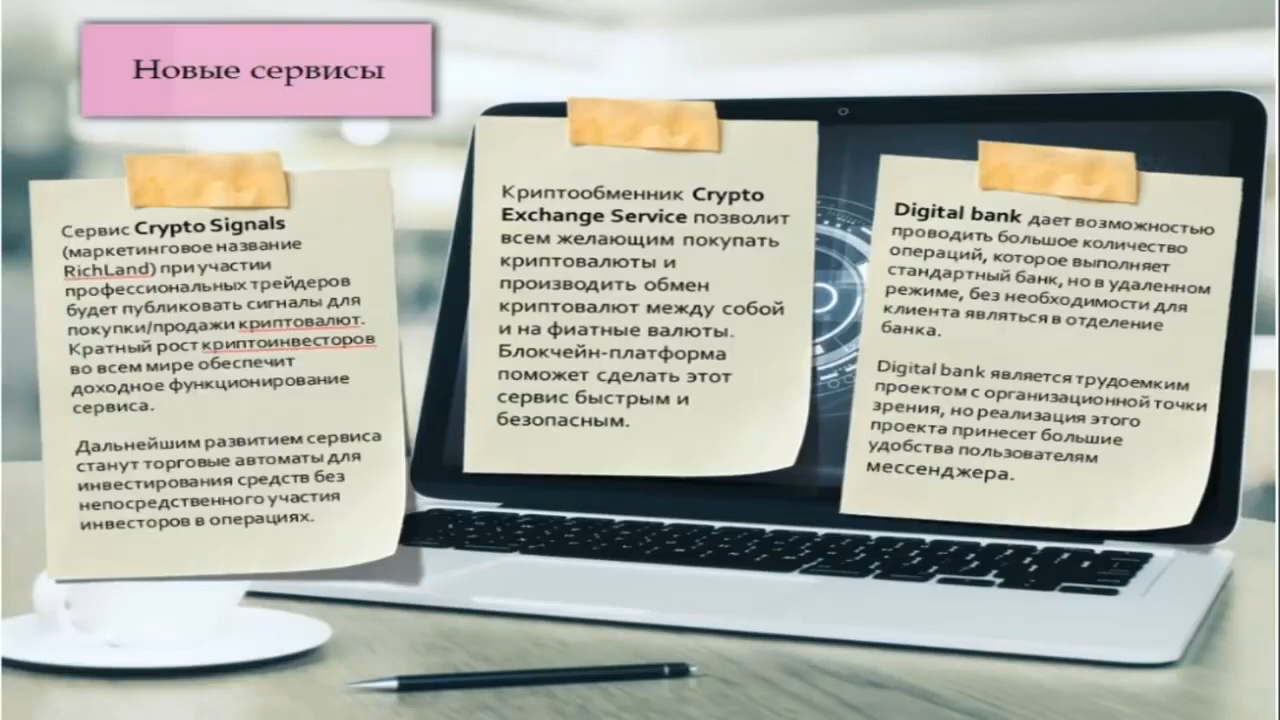 Новые сервисы
Сервис Crypto Signals
(маркетинговое название
RichLand) при участии
профессиональных трейдеров
будет публиковать сигналы для
покупки/продажи криптовалют.
Кратный рост криптоинвесторов
во всем мире обеспечит
доходное функционирование
сервиса.
Дальнейшим развитием сервиса
станут торговые автоматы для
инвестирования средств без
непосредственного участия
инвесторов в операциях.
Криптообменник Crypto
Exchange Service позволит
всем желающим покупать
криптовалюты и
производить обмен
криптовалют между собой
и на фиатные валюты.
Блокчейн-платформа
поможет сделать этот
сервис быстрым и
безопасным.
Digital bank дает возможностью
проводить большое количество
операций, которое выполняет
стандартный банк, но в удаленном
режиме, без необходимости для
клиента являться в отделение
банка.
Digital bank является трудоемким
проектом с организационной точки
зрения, но реализация этого
проекта принесет большие
удобства пользователям
мессенджера.